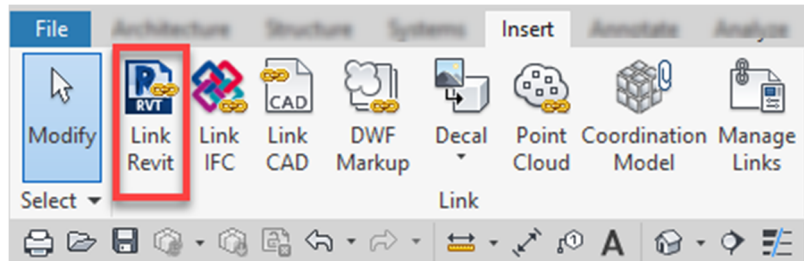 File Insert
RVT CAD
Modify Link Link Link DWF Decal Point Coordination Manage
Revit IFC CAD Markup Cloud Model Links
Select Link
A